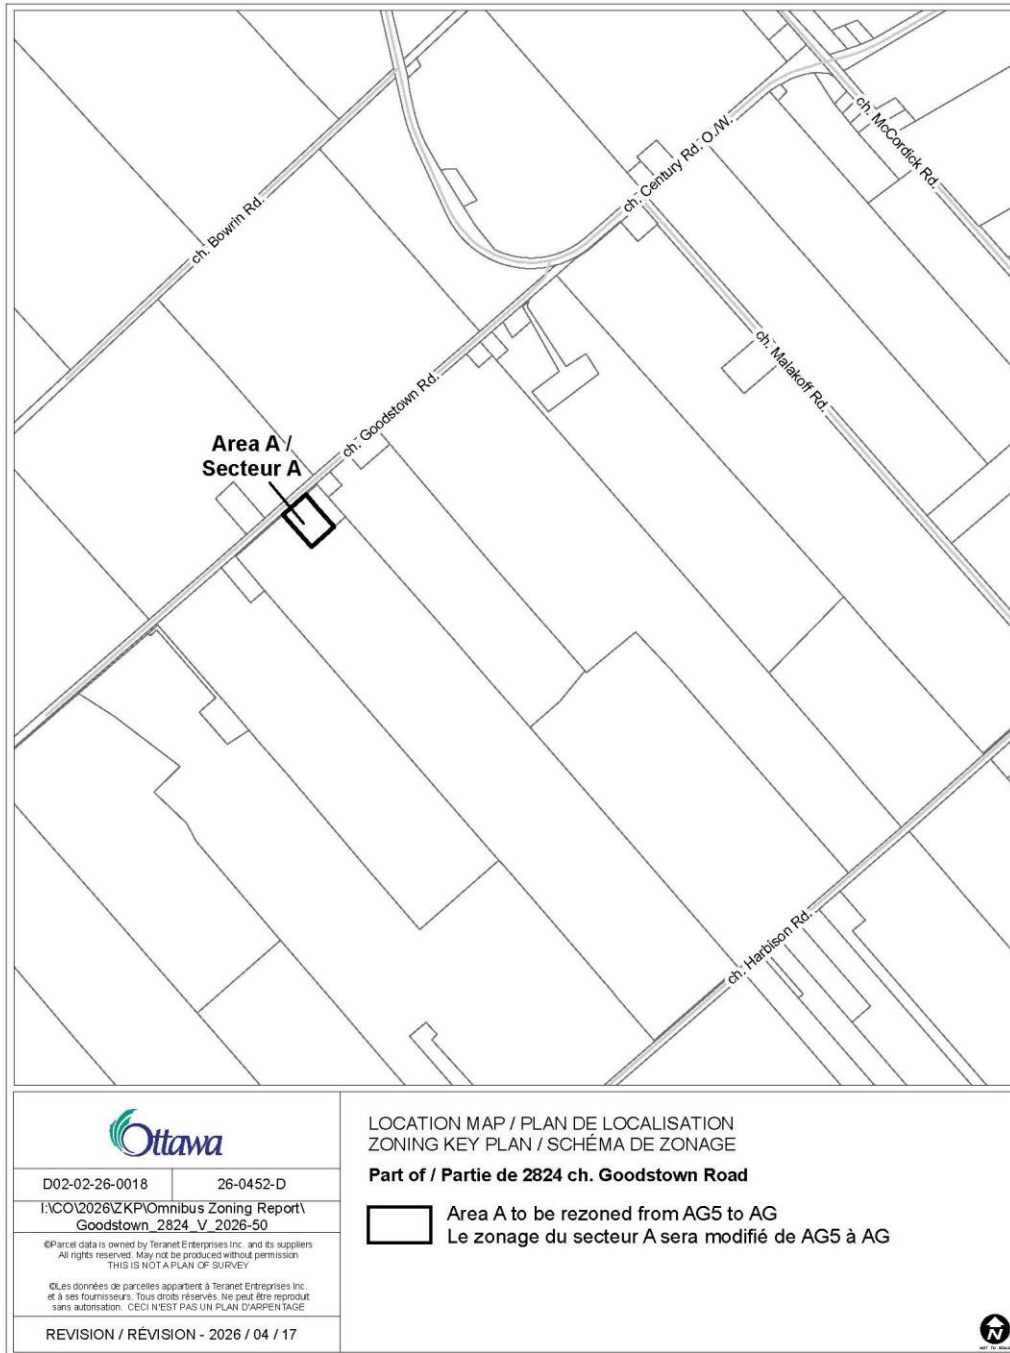 ch. Bowrin Rd.
ch. Century Rd. O./W.
ch. McCordick Rd.
ch. Malakoff Rd.
ch. Goodstown Rd.
Area A /
Secteur A
ch. Harbison Rd.
Ottawa
D02-02-26-0018
26-0452-D
I:\CO\2026\ZKP\Omnibus Zoning Report\
Goodstown_2824_V_2026-50
©Parcel data is owned by Teranet Enterprises Inc. and its suppliers
All rights reserved. May not be produced without permission
THIS IS NOT A PLAN OF SURVEY
©Les données de parcelles appartient à Teranet Entreprises Inc.
et à ses fournisseurs. Tous droits réservés. Ne peut être reproduit
sans autorisation. CECI N'EST PAS UN PLAN D'ARPENTAGE
REVISION / RÉVISION - 2026 / 04 / 17
LOCATION MAP / PLAN DE LOCALISATION
ZONING KEY PLAN / SCHÉMA DE ZONAGE
Part of / Partie de 2824 ch. Goodstown Road
Area A to be rezoned from AG5 to AG
Le zonage du secteur A sera modifié de AG5 à AG
N
NOT TO SCALE